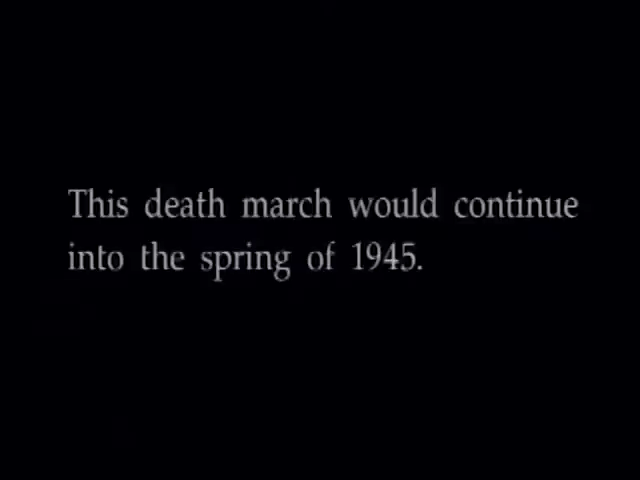 This death march would continue
into the spring of 1945.